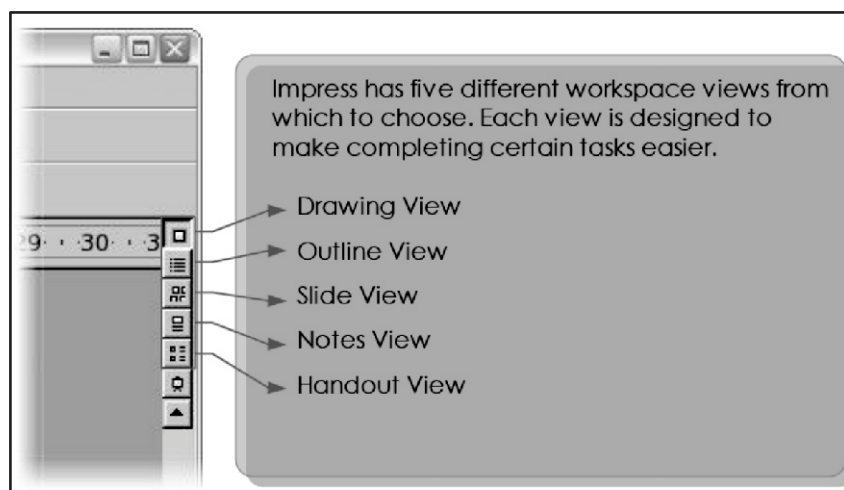 Impress has five different workspace views from
which to choose. Each view is designed to
make completing certain tasks easier.
Drawing View
Outline View
Slide View
Notes View
Handout View
29 · · 30 · · 3